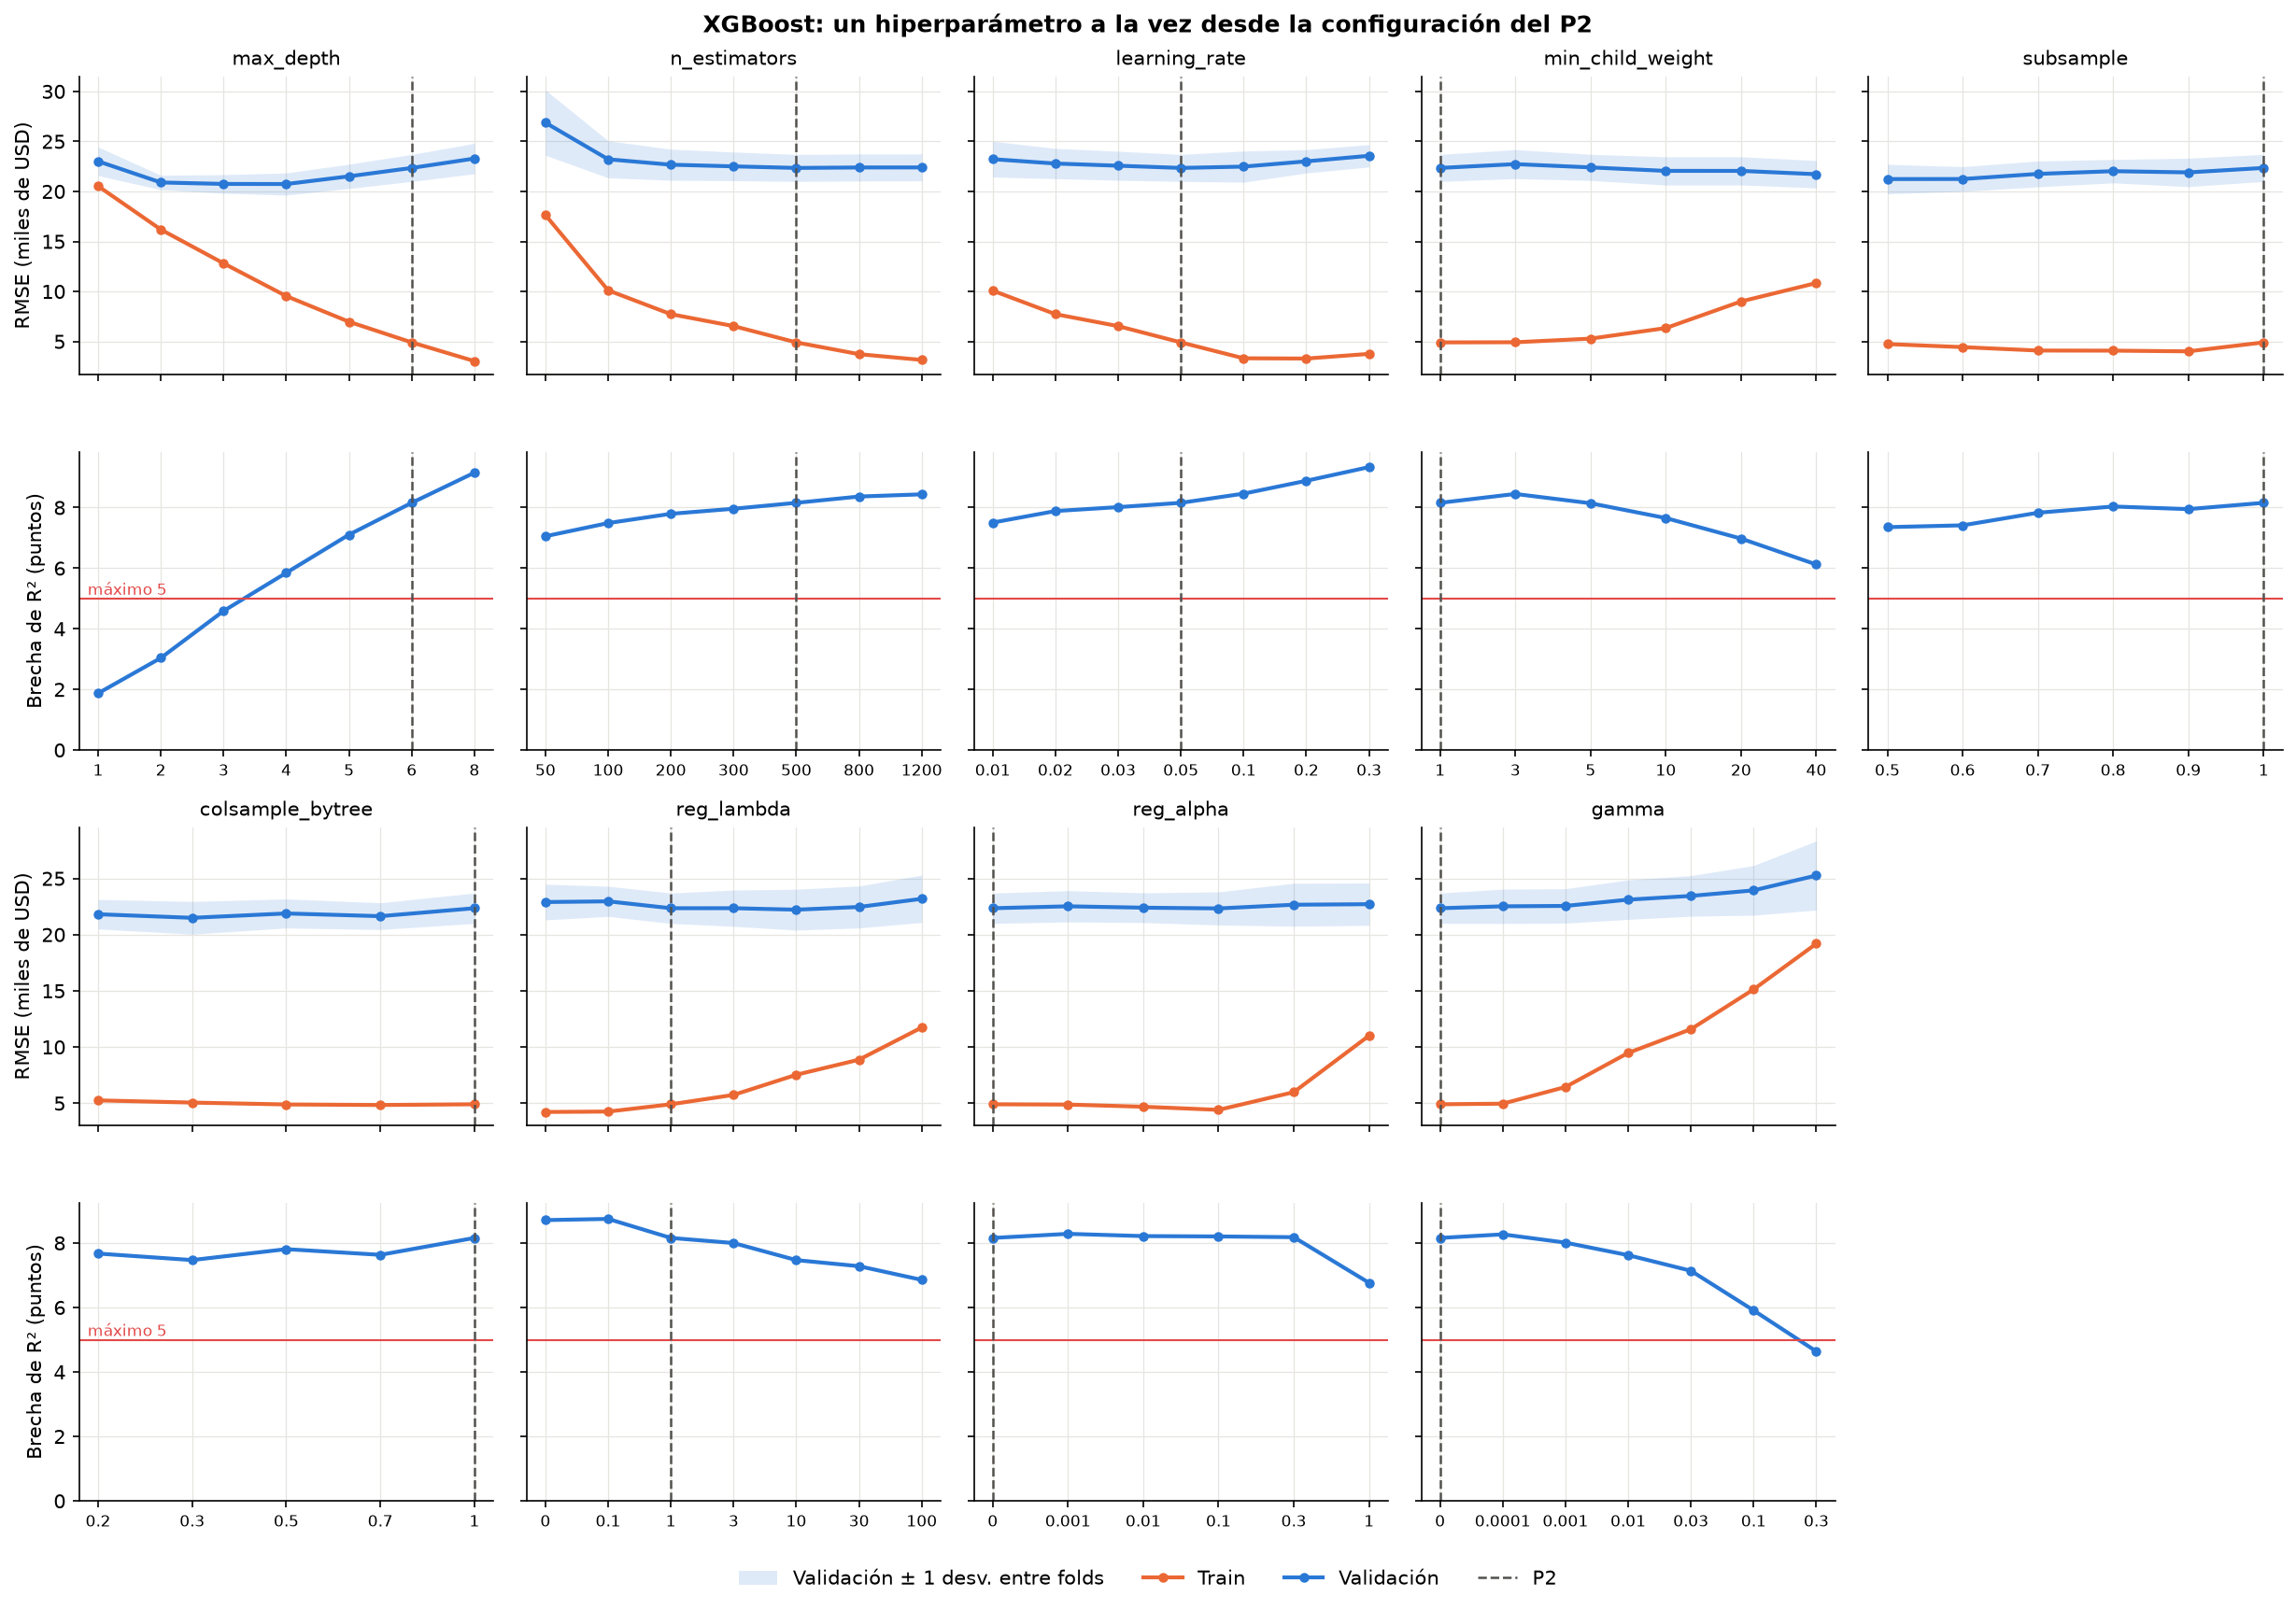 XGBoost: un hiperparámetro a la vez desde la configuración del P2
max_depth
n_estimators
learning_rate
min_child_weight
subsample
RMSE (miles de USD)
30
25
20
15
10
5
Brecha de R² (puntos)
8
6
4
2
0
máximo 5
1 2 3 4 5 6 8
50 100 200 300 500 800 1200
0.01 0.02 0.03 0.05 0.1 0.2 0.3
1 3 5 10 20 40
0.5 0.6 0.7 0.8 0.9 1
colsample_bytree
reg_lambda
reg_alpha
gamma
RMSE (miles de USD)
25
20
15
10
5
Brecha de R² (puntos)
8
6
4
2
0
máximo 5
0.2 0.3 0.5 0.7 1
0 0.1 1 3 10 30 100
0 0.001 0.01 0.1 0.3 1
0 0.0001 0.001 0.01 0.03 0.1 0.3
Validación ± 1 desv. entre folds
Train
Validación
P2